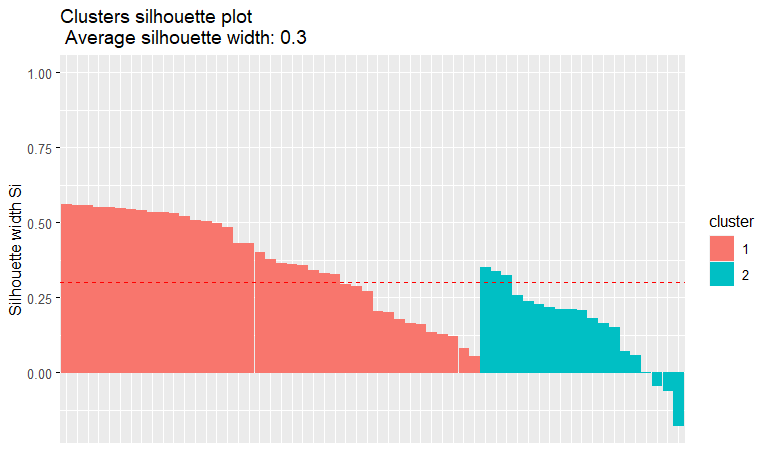 Clusters silhouette plot
Average silhouette width: 0.3
1.00
0.75
0.50
0.25
0.00
Silhouette width Si
cluster
1
2